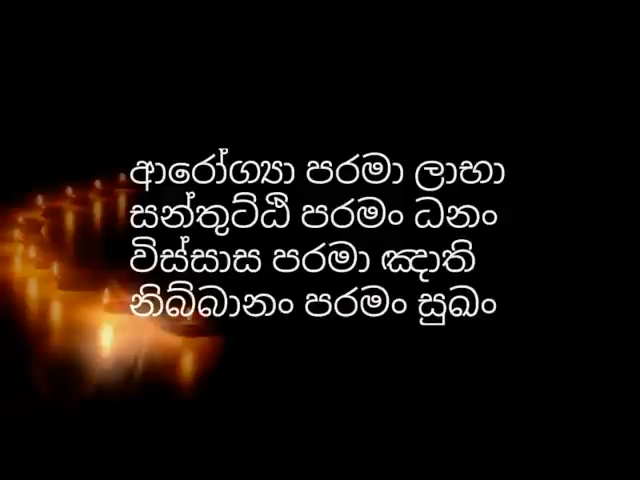 ආරෝග්‍යා පරමා ලාභා
සන්තුට්ඨි පරමං ධනං
විස්සාස පරමා ඤාති
නිබ්බානං පරමං සුඛං